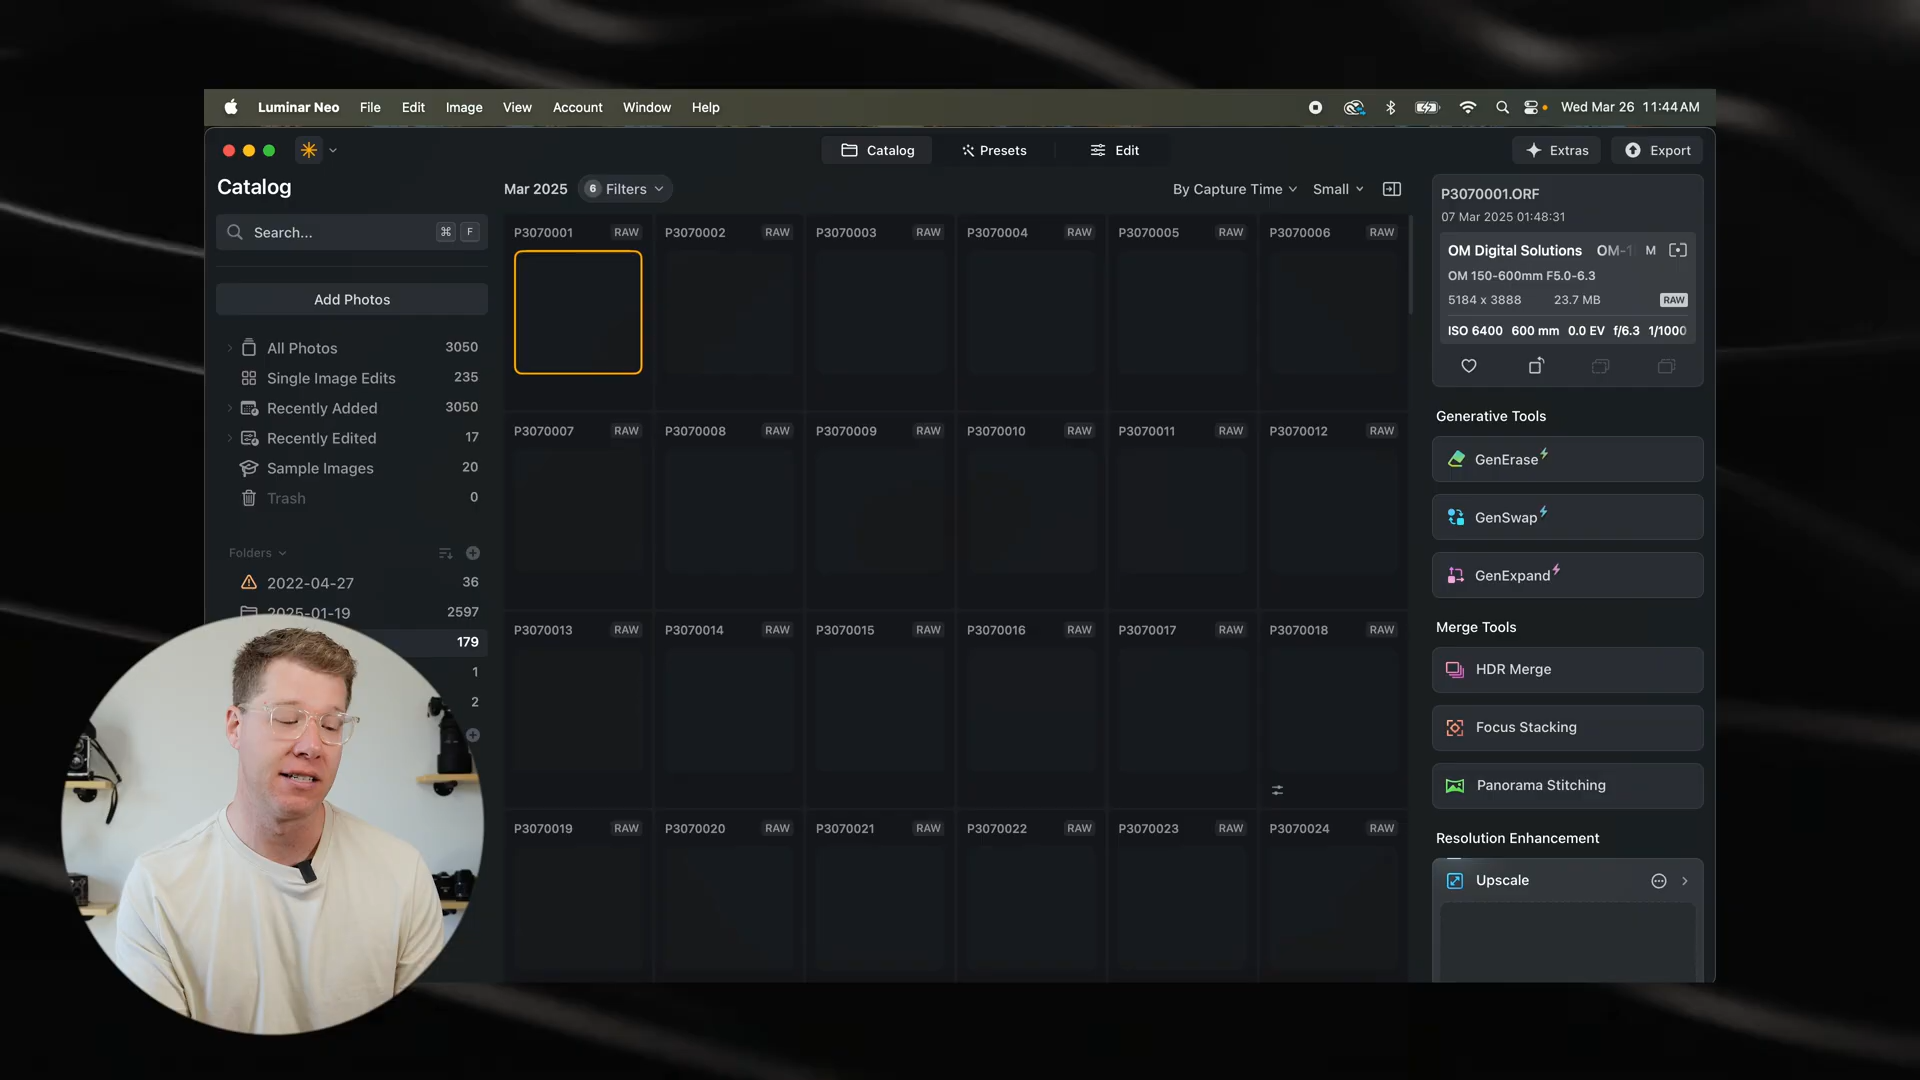 Luminar Neo File Edit Image View Account Window Help Wed Mar 26 11:44 AM
Catalog Presets Edit Extras Export
Catalog
Search... ⌘ F
Add Photos
All Photos 3050
Single Image Edits 235
Recently Added 3050
Recently Edited 17
Sample Images 20
Trash 0
Folders
2022-04-27 36
2025-01-19 2597
179
1
2
Mar 2025 6 Filters By Capture Time Small
P3070001 RAW P3070002 RAW P3070003 RAW P3070004 RAW P3070005 RAW P3070006 RAW
P3070007 RAW P3070008 RAW P3070009 RAW P3070010 RAW P3070011 RAW P3070012 RAW
P3070013 RAW P3070014 RAW P3070015 RAW P3070016 RAW P3070017 RAW P3070018 RAW
P3070019 RAW P3070020 RAW P3070021 RAW P3070022 RAW P3070023 RAW P3070024 RAW
P3070001.ORF
07 Mar 2025 01:48:31
OM Digital Solutions OM-1 M
OM 150-600mm F5.0-6.3
5184 x 3888 23.7 MB RAW
ISO 6400 600 mm 0.0 EV f/6.3 1/1000
Generative Tools
GenErase
GenSwap
GenExpand
Merge Tools
HDR Merge
Focus Stacking
Panorama Stitching
Resolution Enhancement
Upscale